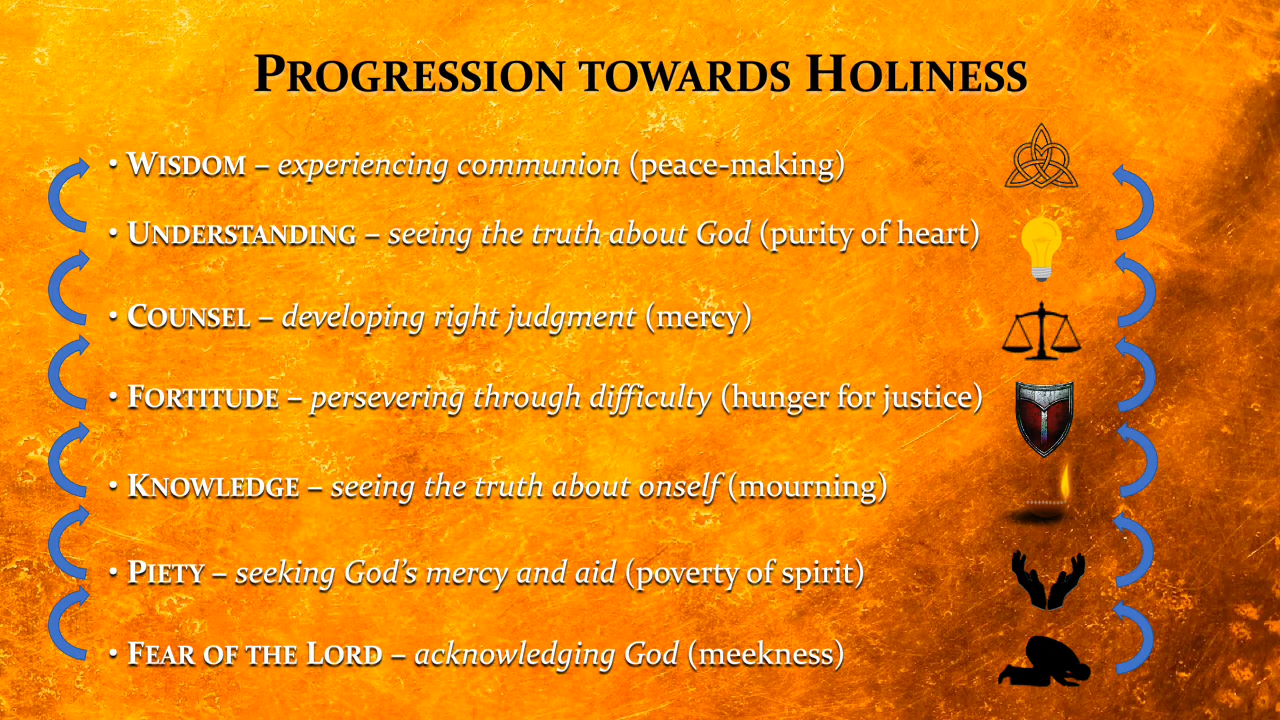 Progression towards Holiness
• Wisdom – experiencing communion (peace-making)
• Understanding – seeing the truth about God (purity of heart)
• Counsel – developing right judgment (mercy)
• Fortitude – persevering through difficulty (hunger for justice)
• Knowledge – seeing the truth about onself (mourning)
• Piety – seeking God’s mercy and aid (poverty of spirit)
• Fear of the Lord – acknowledging God (meekness)